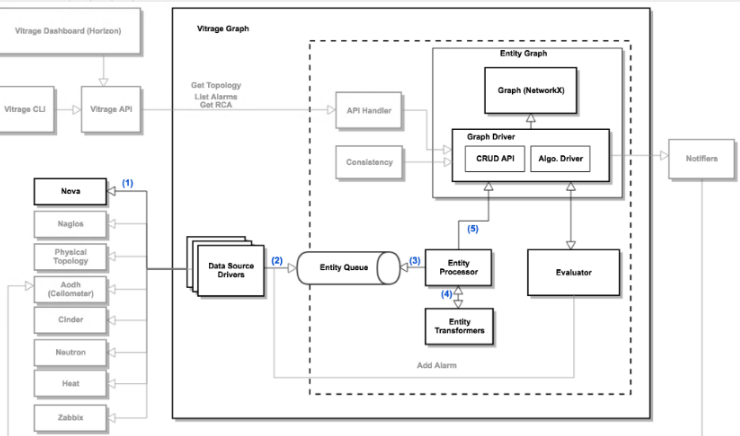 Vitrage Dashboard (Horizon)
Vitrage Graph
Entity Graph
Graph (NetworkX)
Get Topology
List Alarms
Get RCA
Vitrage CLI
Vitrage API
API Handler
Graph Driver
CRUD API
Algo. Driver
Consistency
Notifiers
Nova
(1)
Nagios
(5)
Physical
Topology
Data Source
Drivers
(2)
Entity Queue
(3)
Entity
Processor
Evaluator
Aodh
(Ceilometer)
(4)
Cinder
Entity
Transformers
Neutron
Add Alarm
Heat
Zabbix